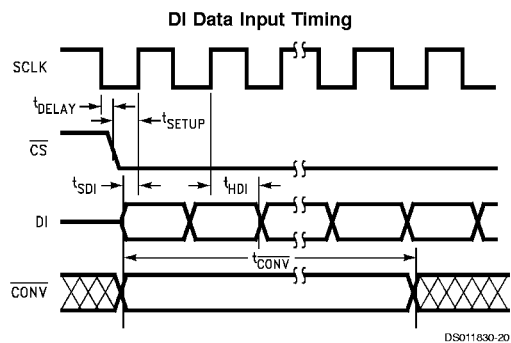 DI Data Input Timing
SCLK
tDELAY
tSETUP
CS
tSDI
tHDI
DI
tCONV
CONV
DS011830-20